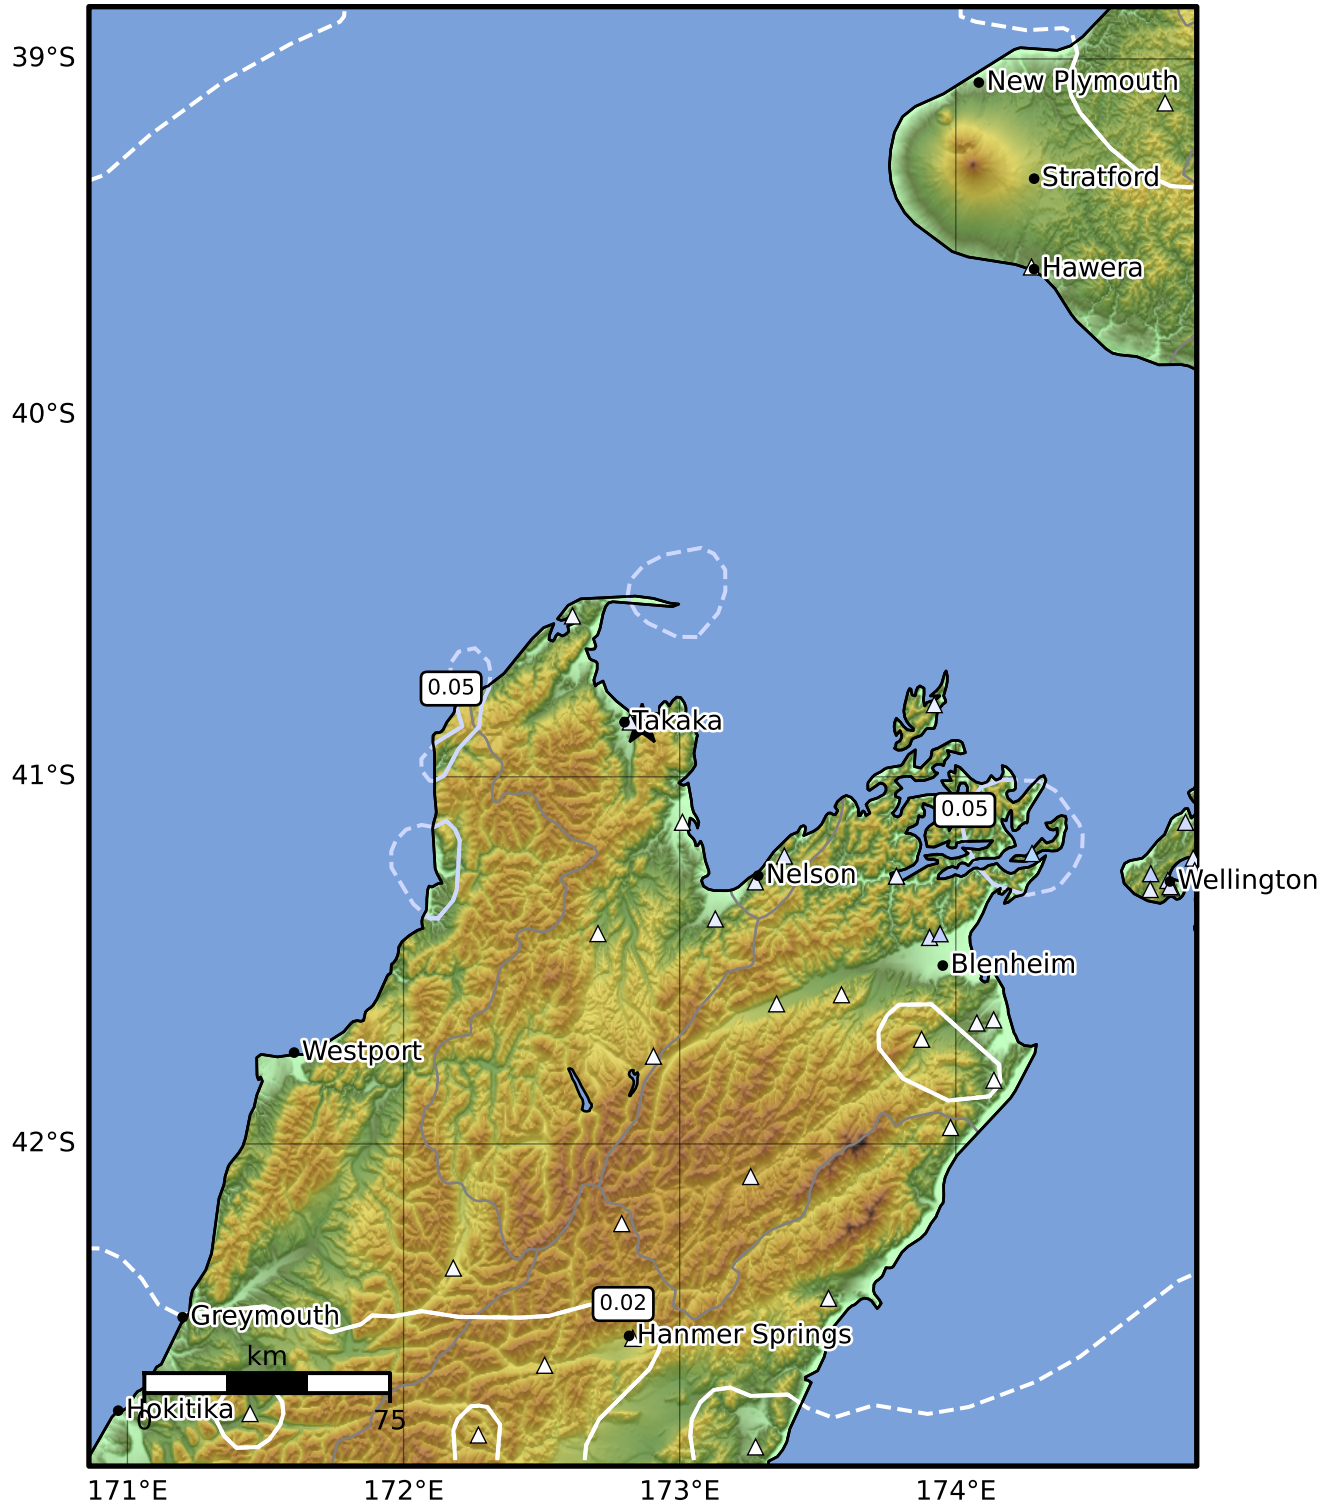 39°S
New Plymouth
Stratford
Hawera
40°S
0.05
Takaka
41°S
0.05
Nelson
Wellington
Blenheim
Westport
42°S
0.02
Greymouth
Hanmer Springs
km
Hokitika
0
75
171°E
172°E
173°E
174°E